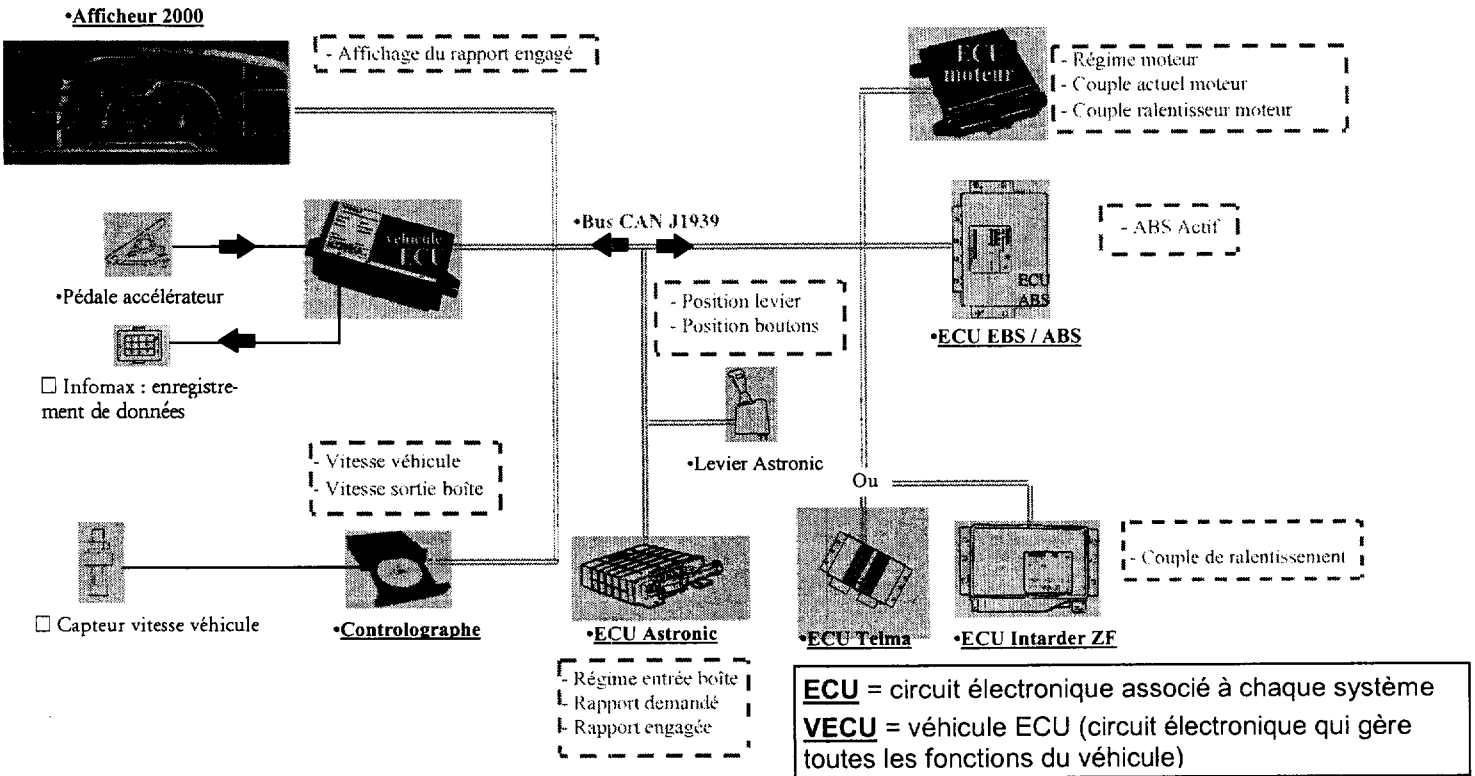 •Afficheur 2000
- Affichage du rapport engagé
ECU
moteur
- Régime moteur
- Couple actuel moteur
- Couple ralentisseur moteur
•Pédale accélérateur
véhicule
ECU
•Bus CAN J1939
- Position levier
- Position boutons
ECU
ABS
- ABS Actif
•ECU EBS / ABS
☐ Infomax : enregistre-
ment de données
•Levier Astronic
- Vitesse véhicule
- Vitesse sortie boîte
Ou
- Couple de ralentissement
☐ Capteur vitesse véhicule
•Controlographe
•ECU Astronic
•ECU Telma
•ECU Intarder ZF
- Régime entrée boîte
- Rapport demandé
- Rapport engagée
ECU = circuit électronique associé à chaque système
VECU = véhicule ECU (circuit électronique qui gère
toutes les fonctions du véhicule)